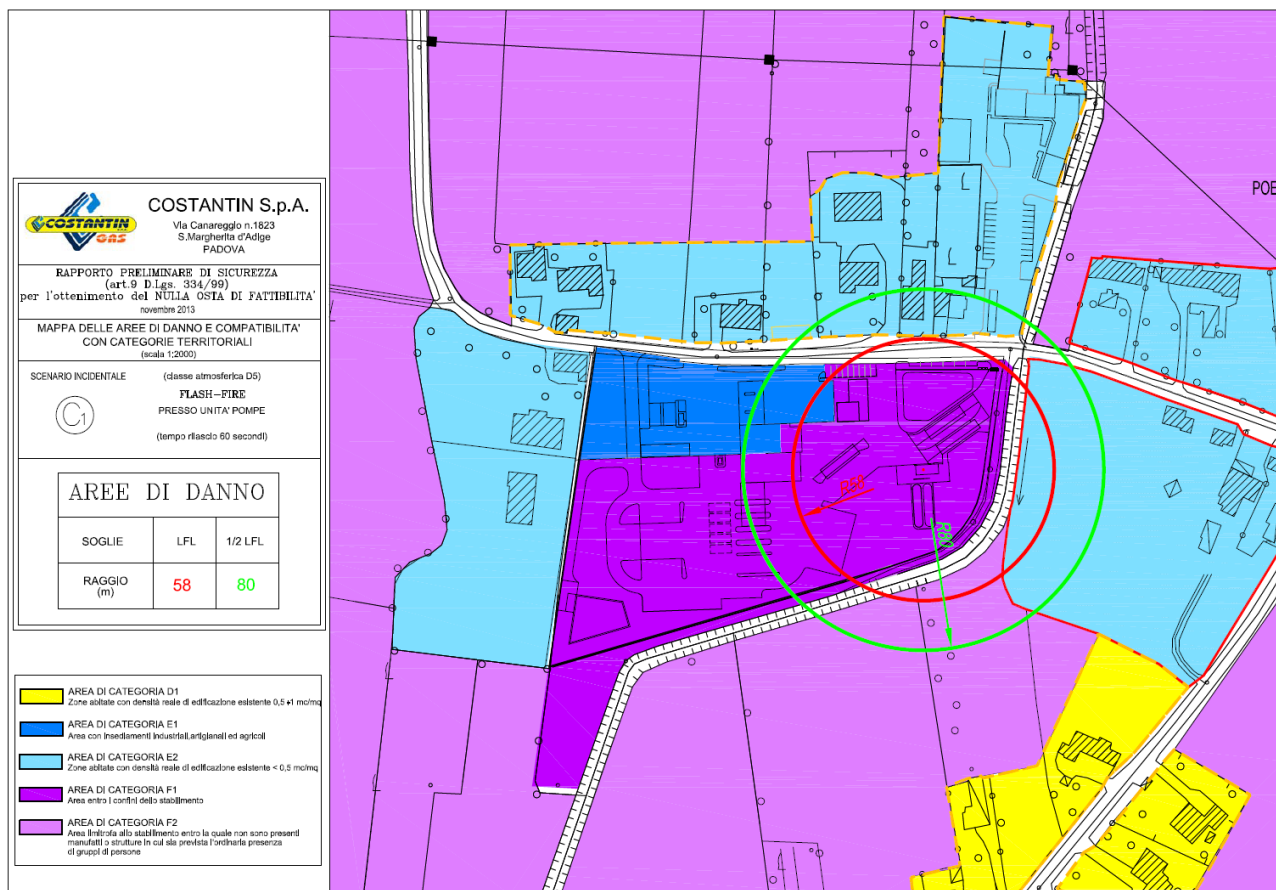 COSTANTIN
GAS
COSTANTIN S.p.A.
Via Canareggio n.1823
S.Margherita d'Adige
PADOVA
RAPPORTO PRELIMINARE DI SICUREZZA
(art.9 D.Lgs. 334/99)
per l'ottenimento del NULLA OSTA DI FATTIBILITA'
novembre 2013
MAPPA DELLE AREE DI DANNO E COMPATIBILITA'
CON CATEGORIE TERRITORIALI
(scala 1:2000)
SCENARIO INCIDENTALE
C1
(classe atmosferica D5)
FLASH-FIRE
PRESSO UNITA' POMPE
(tempo rilascio 60 secondi)
AREE DI DANNO
SOGLIE LFL 1/2 LFL
RAGGIO (m) 58 80
AREA DI CATEGORIA D1
Zone abitate con densità reale di edificazione esistente 0,5 ÷1 mc/mq
AREA DI CATEGORIA E1
Area con insediamenti industriali,artigianali ed agricoli
AREA DI CATEGORIA E2
Zone abitate con densità reale di edificazione esistente < 0,5 mc/mq
AREA DI CATEGORIA F1
Area entro i confini dello stabilimento
AREA DI CATEGORIA F2
Area limitrofa allo stabilimento entro la quale non sono presenti
manufatti o strutture in cui sia prevista l'ordinaria presenza
di gruppi di persone
POE
R58
R80